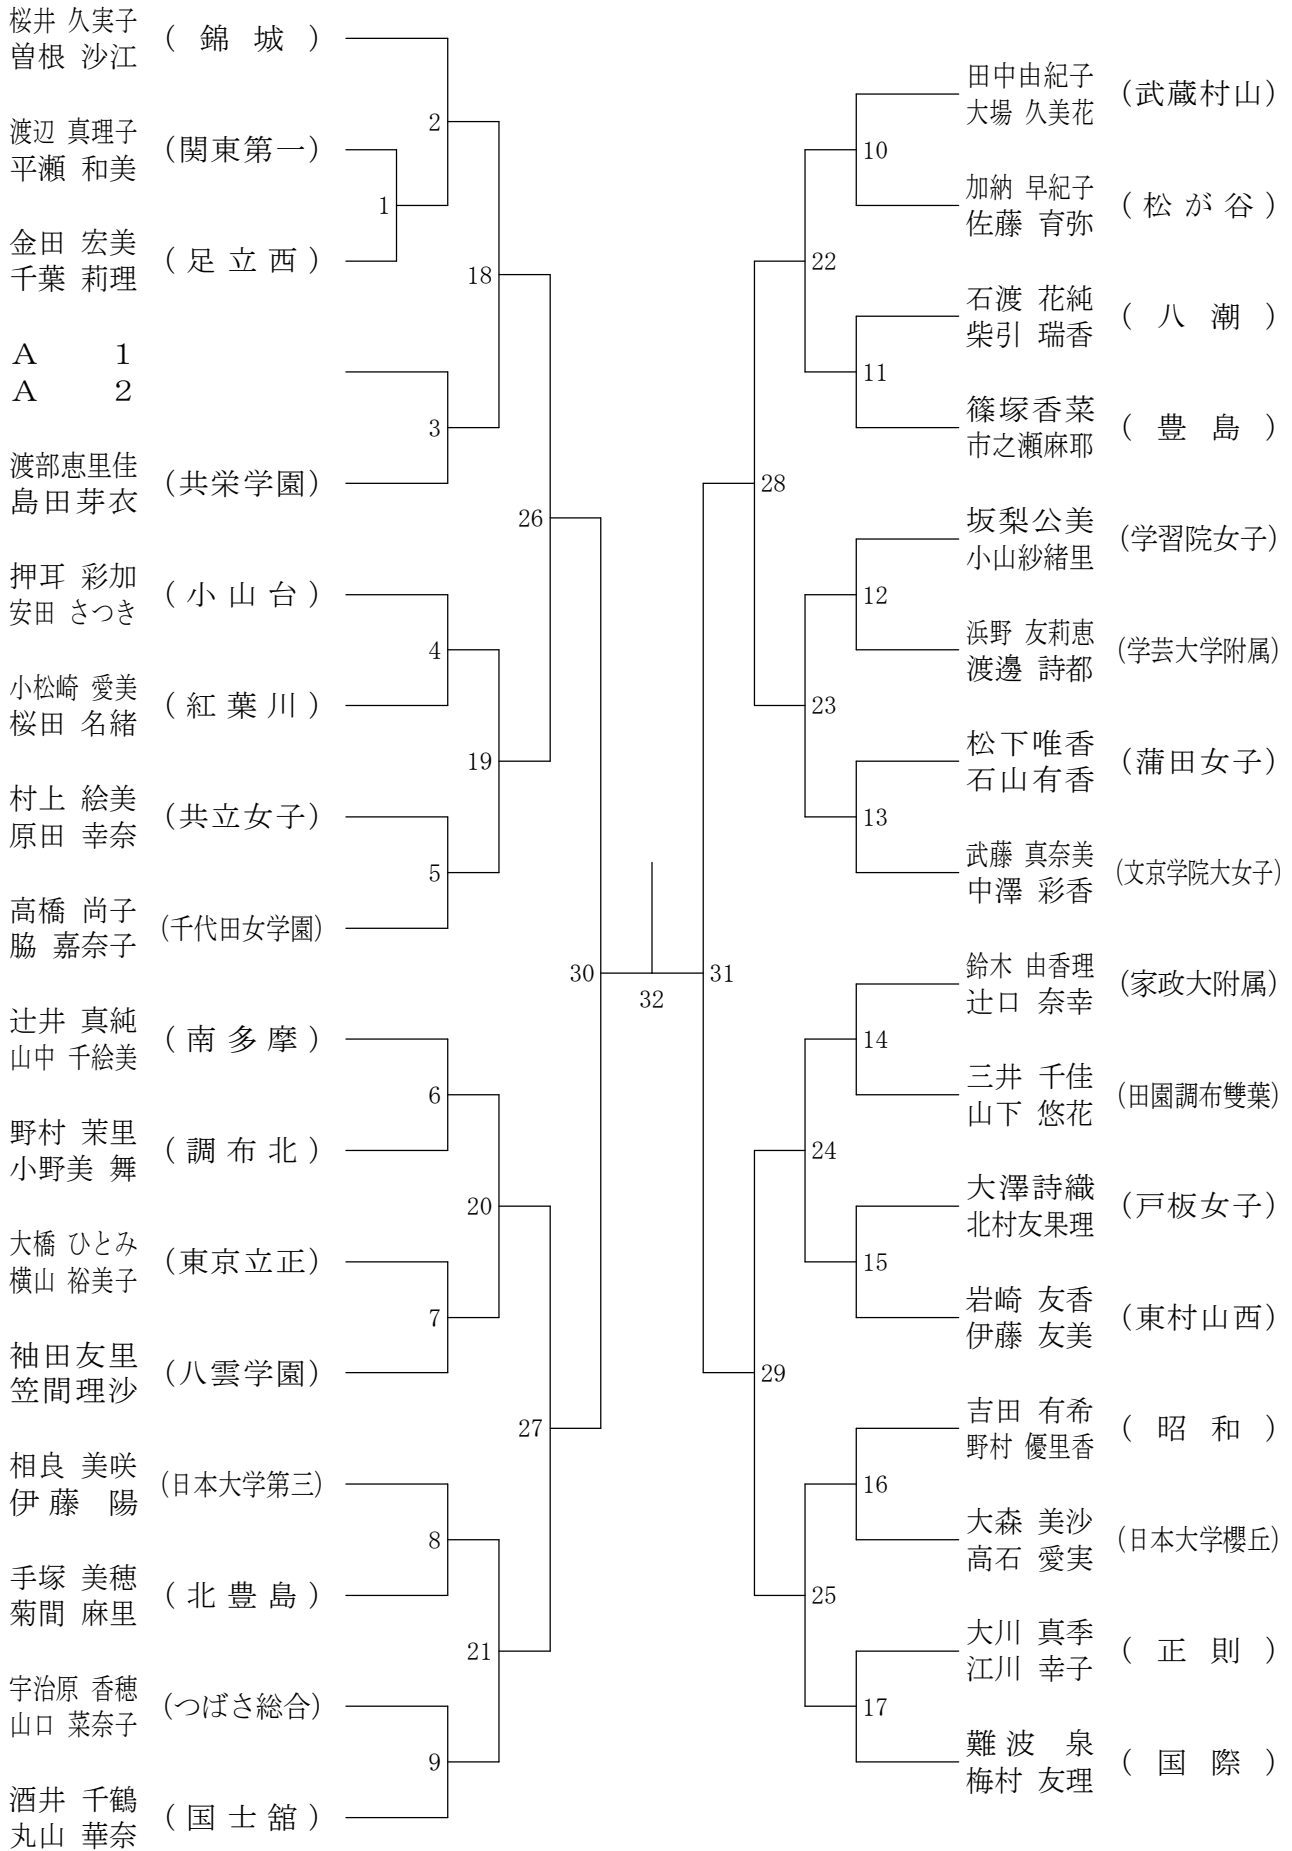 桜井 久実子
曽根 沙江
( 錦 城 )
渡辺 真理子
平瀬 和美
(関東第一)
金田 宏美
千葉 莉理
( 足 立 西 )
A 1
A 2
渡部恵里佳
島田芽衣
(共栄学園)
押耳 彩加
安田 さつき
( 小 山 台 )
小松崎 愛美
桜田 名緒
( 紅 葉 川 )
村上 絵美
原田 幸奈
(共立女子)
高橋 尚子
脇 嘉奈子
(千代田女学園)
辻井 真純
山中 千絵美
( 南 多 摩 )
野村 茉里
小野美 舞
( 調 布 北 )
大橋 ひとみ
横山 裕美子
(東京立正)
袖田友里
笠間理沙
(八雲学園)
相良 美咲
伊藤 陽
(日本大学第三)
手塚 美穂
菊間 麻里
( 北 豊 島 )
宇治原 香穂
山口 菜奈子
(つばさ総合)
酒井 千鶴
丸山 華奈
( 国 士 舘 )
1
2
3
4
5
6
7
8
9
18
19
20
21
26
27
30
32
31
28
29
22
23
24
25
10
11
12
13
14
15
16
17
田中由紀子
大場 久美花
(武蔵村山)
加納 早紀子
佐藤 育弥
( 松 が 谷 )
石渡 花純
柴引 瑞香
( 八 潮 )
篠塚香菜
市之瀬麻耶
( 豊 島 )
坂梨公美
小山紗緒里
(学習院女子)
浜野 友莉恵
渡邊 詩都
(学芸大学附属)
松下唯香
石山有香
(蒲田女子)
武藤 真奈美
中澤 彩香
(文京学院大女子)
鈴木 由香理
辻口 奈幸
(家政大附属)
三井 千佳
山下 悠花
(田園調布雙葉)
大澤詩織
北村友果理
(戸板女子)
岩崎 友香
伊藤 友美
(東村山西)
吉田 有希
野村 優里香
( 昭 和 )
大森 美沙
高石 愛実
(日本大学櫻丘)
大川 真季
江川 幸子
( 正 則 )
難波 泉
梅村 友理
( 国 際 )